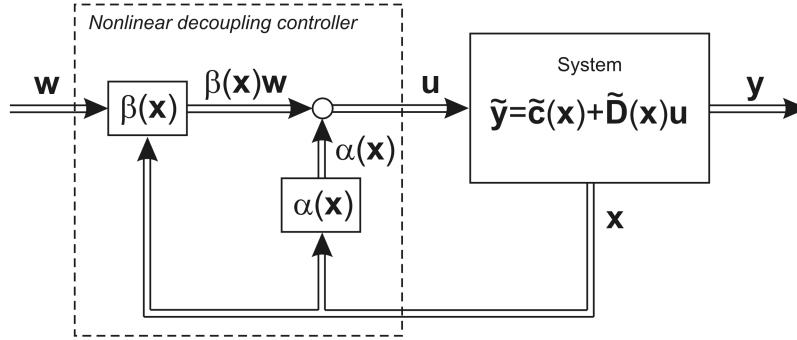 Nonlinear decoupling controller
w
β(x)
β(x)w
α(x)
α(x)
u
System
ỹ=c̃(x)+D̃(x)u
y
x